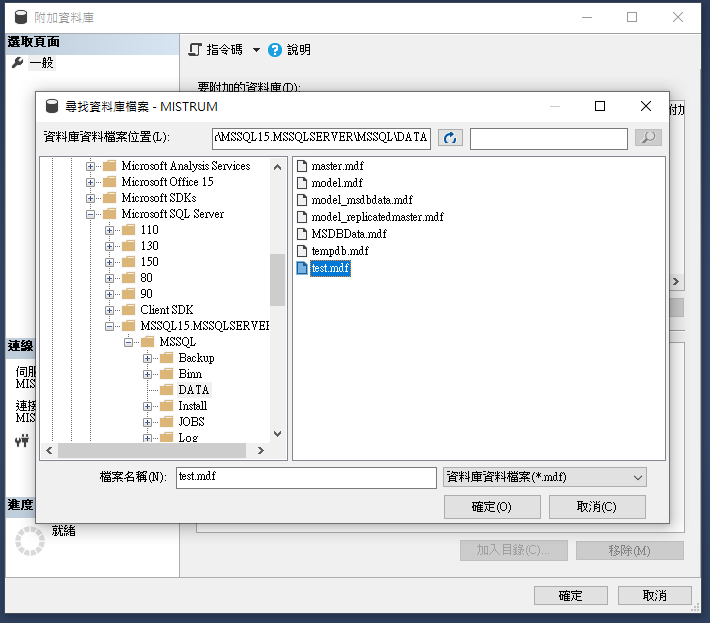 附加資料庫
選取頁面
一般
指令碼
說明
要附加的資料庫(D):
附加
尋找資料庫檔案 - MISTRUM
資料庫資料檔案位置(L):
\MSSQL15.MSSQLSERVER\MSSQL\DATA
Microsoft Analysis Services
Microsoft Office 15
Microsoft SDKs
Microsoft SQL Server
110
130
150
80
90
Client SDK
MSSQL15.MSSQLSERVER
MSSQL
Backup
Binn
DATA
Install
JOBS
Log
master.mdf
model.mdf
model_msdbdata.mdf
model_replicatedmaster.mdf
MSDBData.mdf
tempdb.mdf
test.mdf
檔案名稱(N):
test.mdf
資料庫資料檔案(*.mdf)
確定(O)
取消(C)
連線
伺服
MIS
連接
MIS
進度
就緒
加入目錄(C)...
移除(M)
確定
取消